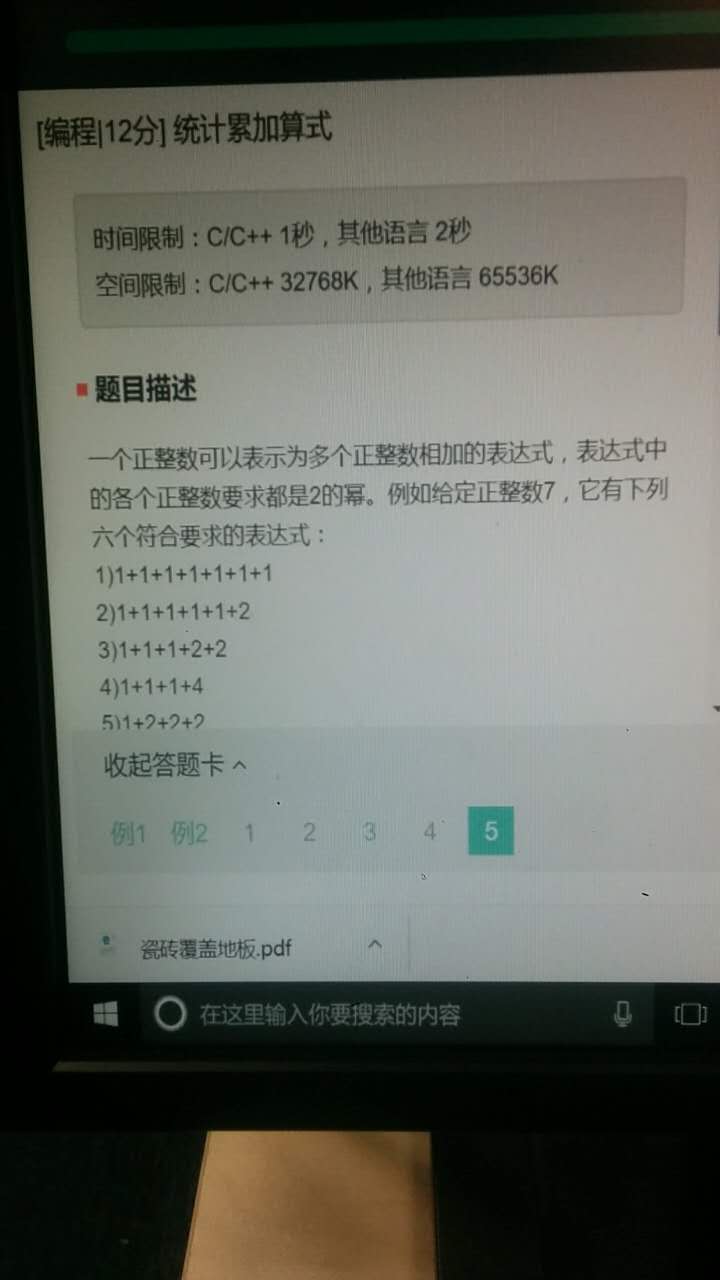 [编程|12分] 统计累加算式
时间限制：C/C++ 1秒，其他语言 2秒
空间限制：C/C++ 32768K，其他语言 65536K
题目描述
一个正整数可以表示为多个正整数相加的表达式，表达式中
的各个正整数要求都是2的幂。例如给定正整数7，它有下列
六个符合要求的表达式：
1)1+1+1+1+1+1+1
2)1+1+1+1+1+2
3)1+1+1+2+2
4)1+1+1+4
5)1+2+2+2
收起答题卡
例1 例2 1 2 3 4 5
瓷砖覆盖地板.pdf
在这里输入你要搜索的内容